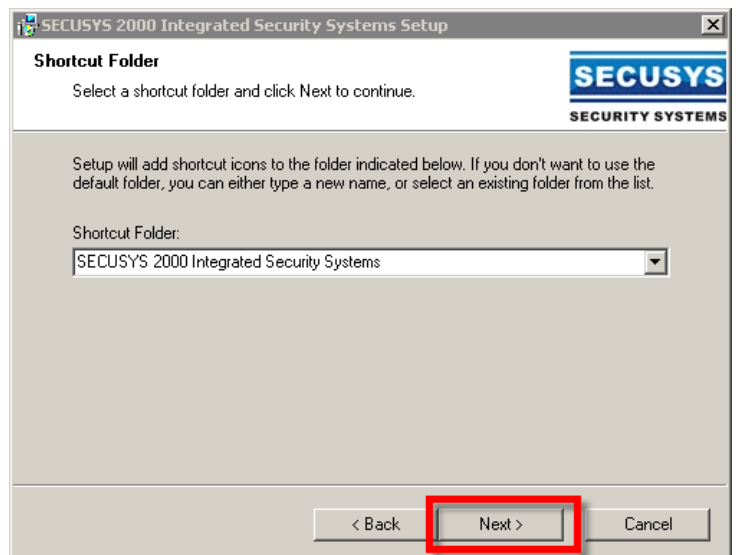 SECUSYS 2000 Integrated Security Systems Setup
Shortcut Folder
Select a shortcut folder and click Next to continue.
SECUSYS
SECURITY SYSTEMS
Setup will add shortcut icons to the folder indicated below. If you don't want to use the
default folder, you can either type a new name, or select an existing folder from the list.
Shortcut Folder:
SECUSYS 2000 Integrated Security Systems
< Back Next > Cancel